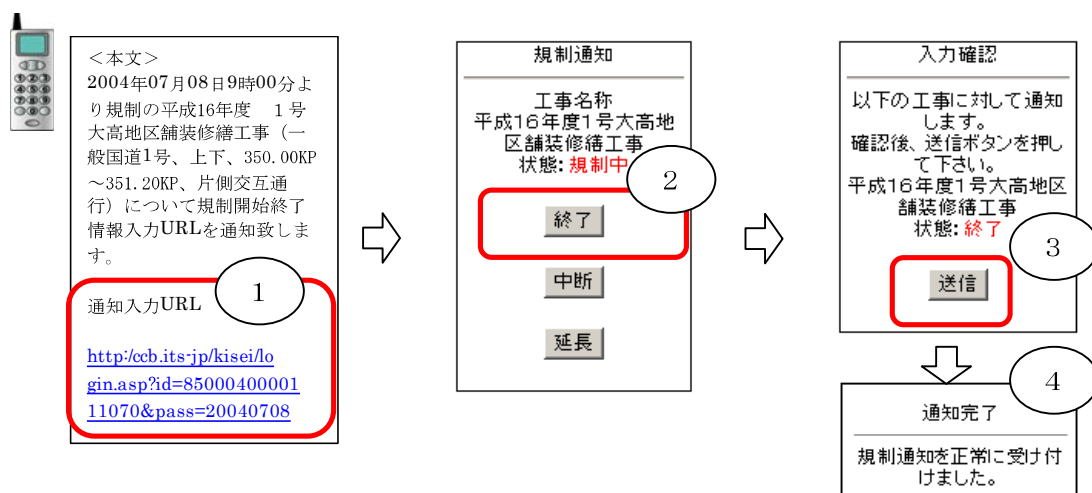 ＜本文＞
2004年07月08日9時00分よ
り規制の平成16年度　１号
大高地区舗装修繕工事（一
般国道1号、上下、350.00KP
～351.20KP、片側交互通
行）について規制開始終了
情報入力URLを通知致しま
す。
1
通知入力URL
http:/ccb.its-jp/kisei/lo
gin.asp?id=85000400001
11070&pass=20040708
規制通知
工事名称
平成16年度1号大高地
区舗装修繕工事
状態: 規制中
2
終了
中断
延長
入力確認
以下の工事に対して通知
します。
確認後、送信ボタンを押し
て下さい。
平成16年度1号大高地区
舗装修繕工事
状態: 終了
3
送信
4
通知完了
規制通知を正常に受け付
けました。